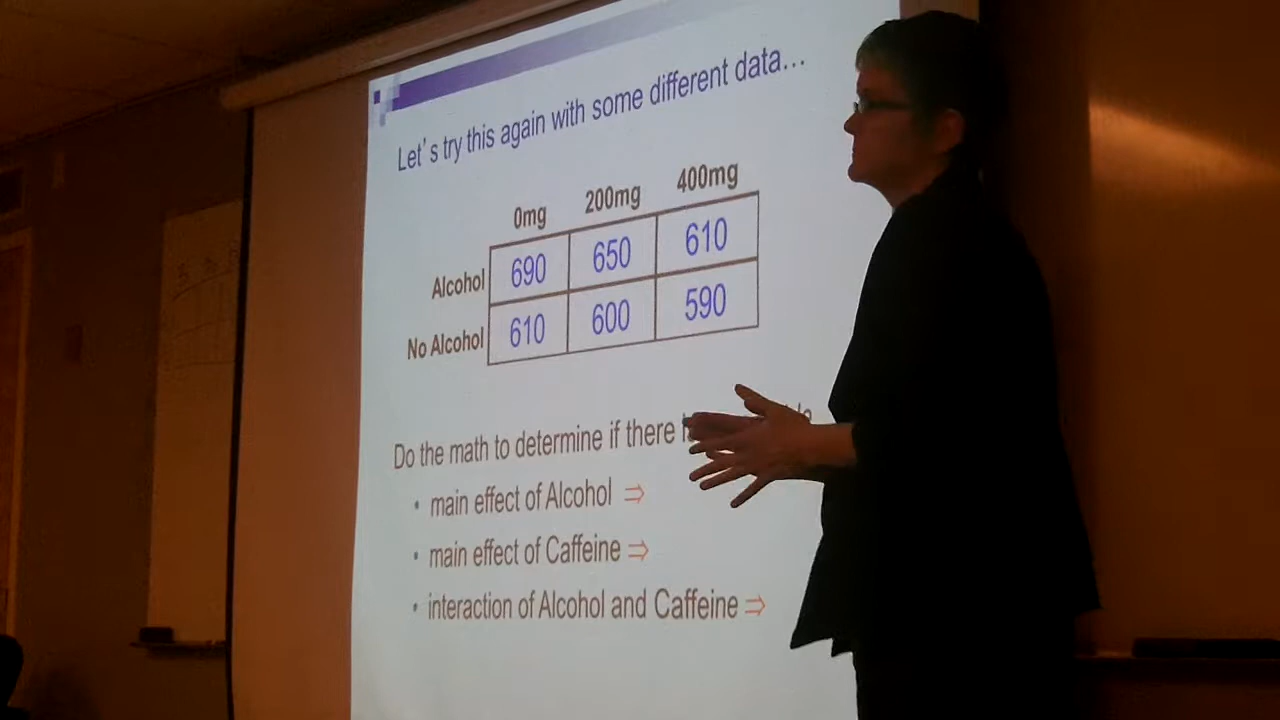 Let's try this again with some different data...
0mg 200mg 400mg
Alcohol 690 650 610
No Alcohol 610 600 590
Do the math to determine if there
• main effect of Alcohol ⇒
• main effect of Caffeine ⇒
• interaction of Alcohol and Caffeine ⇒